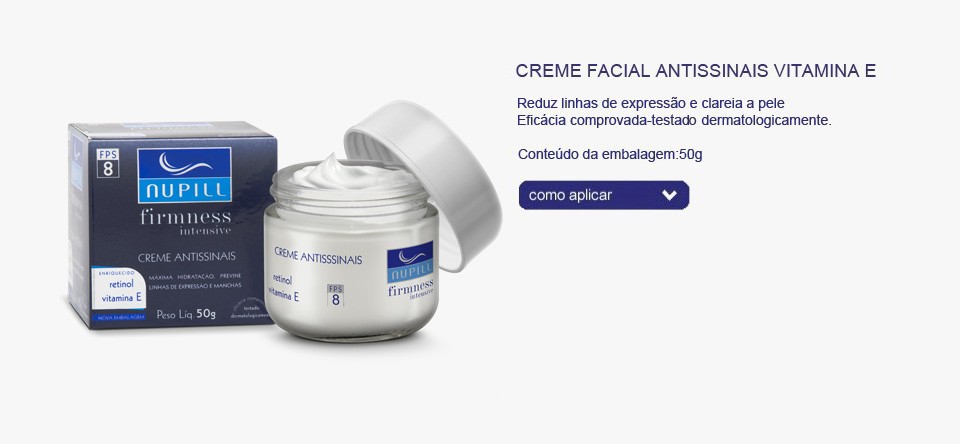 CREME FACIAL ANTISSINAIS VITAMINA E
Reduz linhas de expressão e clareia a pele
Eficácia comprovada-testado dermatologicamente.
Conteúdo da embalagem:50g
como aplicar
FPS
8
NUPILL
firmness
intensive
CREME ANTISSINAIS
MÁXIMA HIDRATAÇÃO, PREVINE
LINHAS DE EXPRESSÃO E MANCHAS
ENRIQUECIDO
retinol
vitamina E
NOVA EMBALAGEM
Peso Líq. 50g
testado
dermatologicamente
CREME ANTISSSINAIS
retinol
vitamina E
FPS
8
NUPILL
firmness
intensive